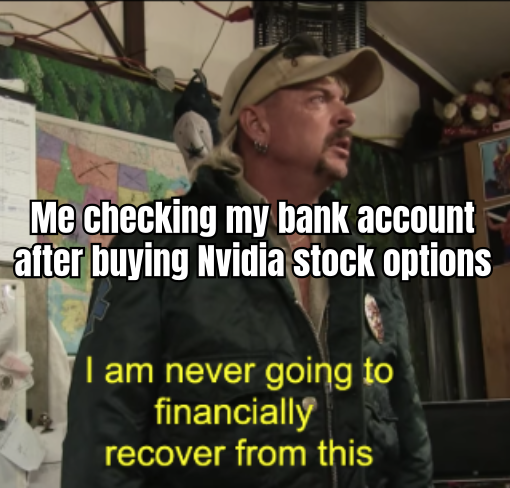 Me checking my bank account
after buying Nvidia stock options
I am never going to
financially
recover from this